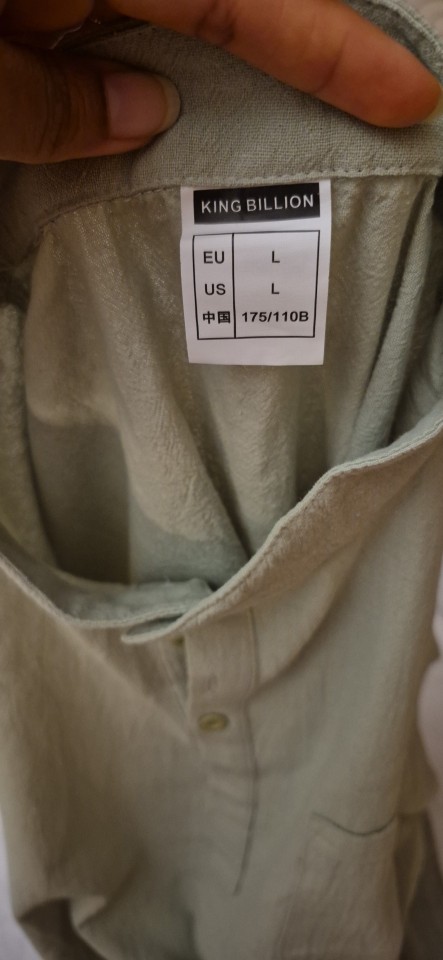 KING BILLION
EU L
US L
中国 175/110B